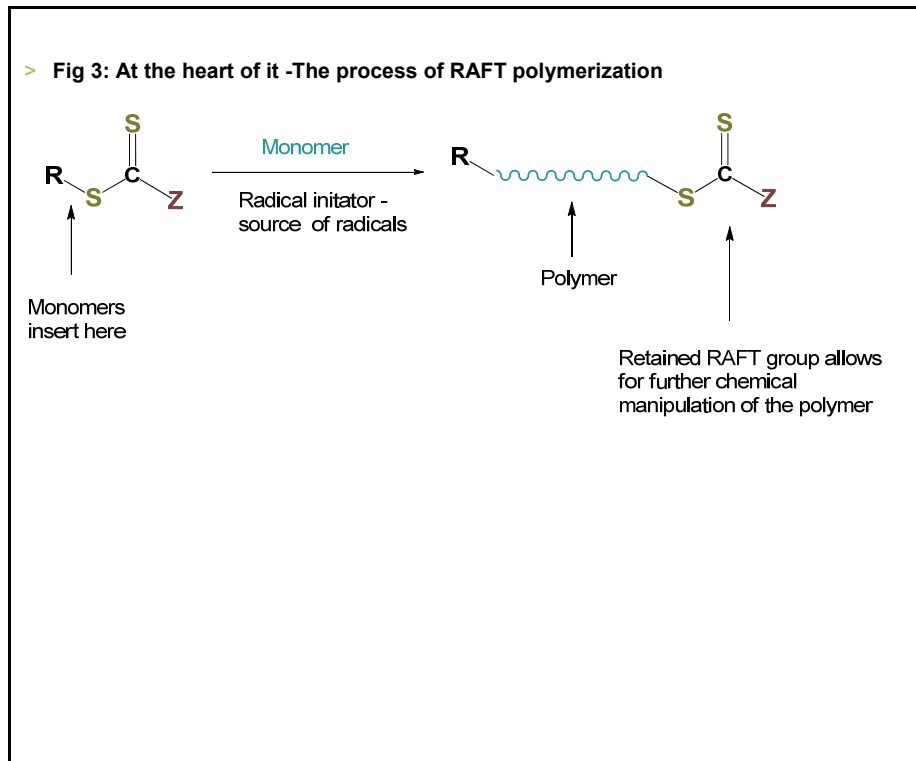 > Fig 3: At the heart of it -The process of RAFT polymerization
S
R
C
S
Z
Monomers
insert here
Monomer
Radical initator -
source of radicals
R
S
C
S
Z
Polymer
Retained RAFT group allows
for further chemical
manipulation of the polymer